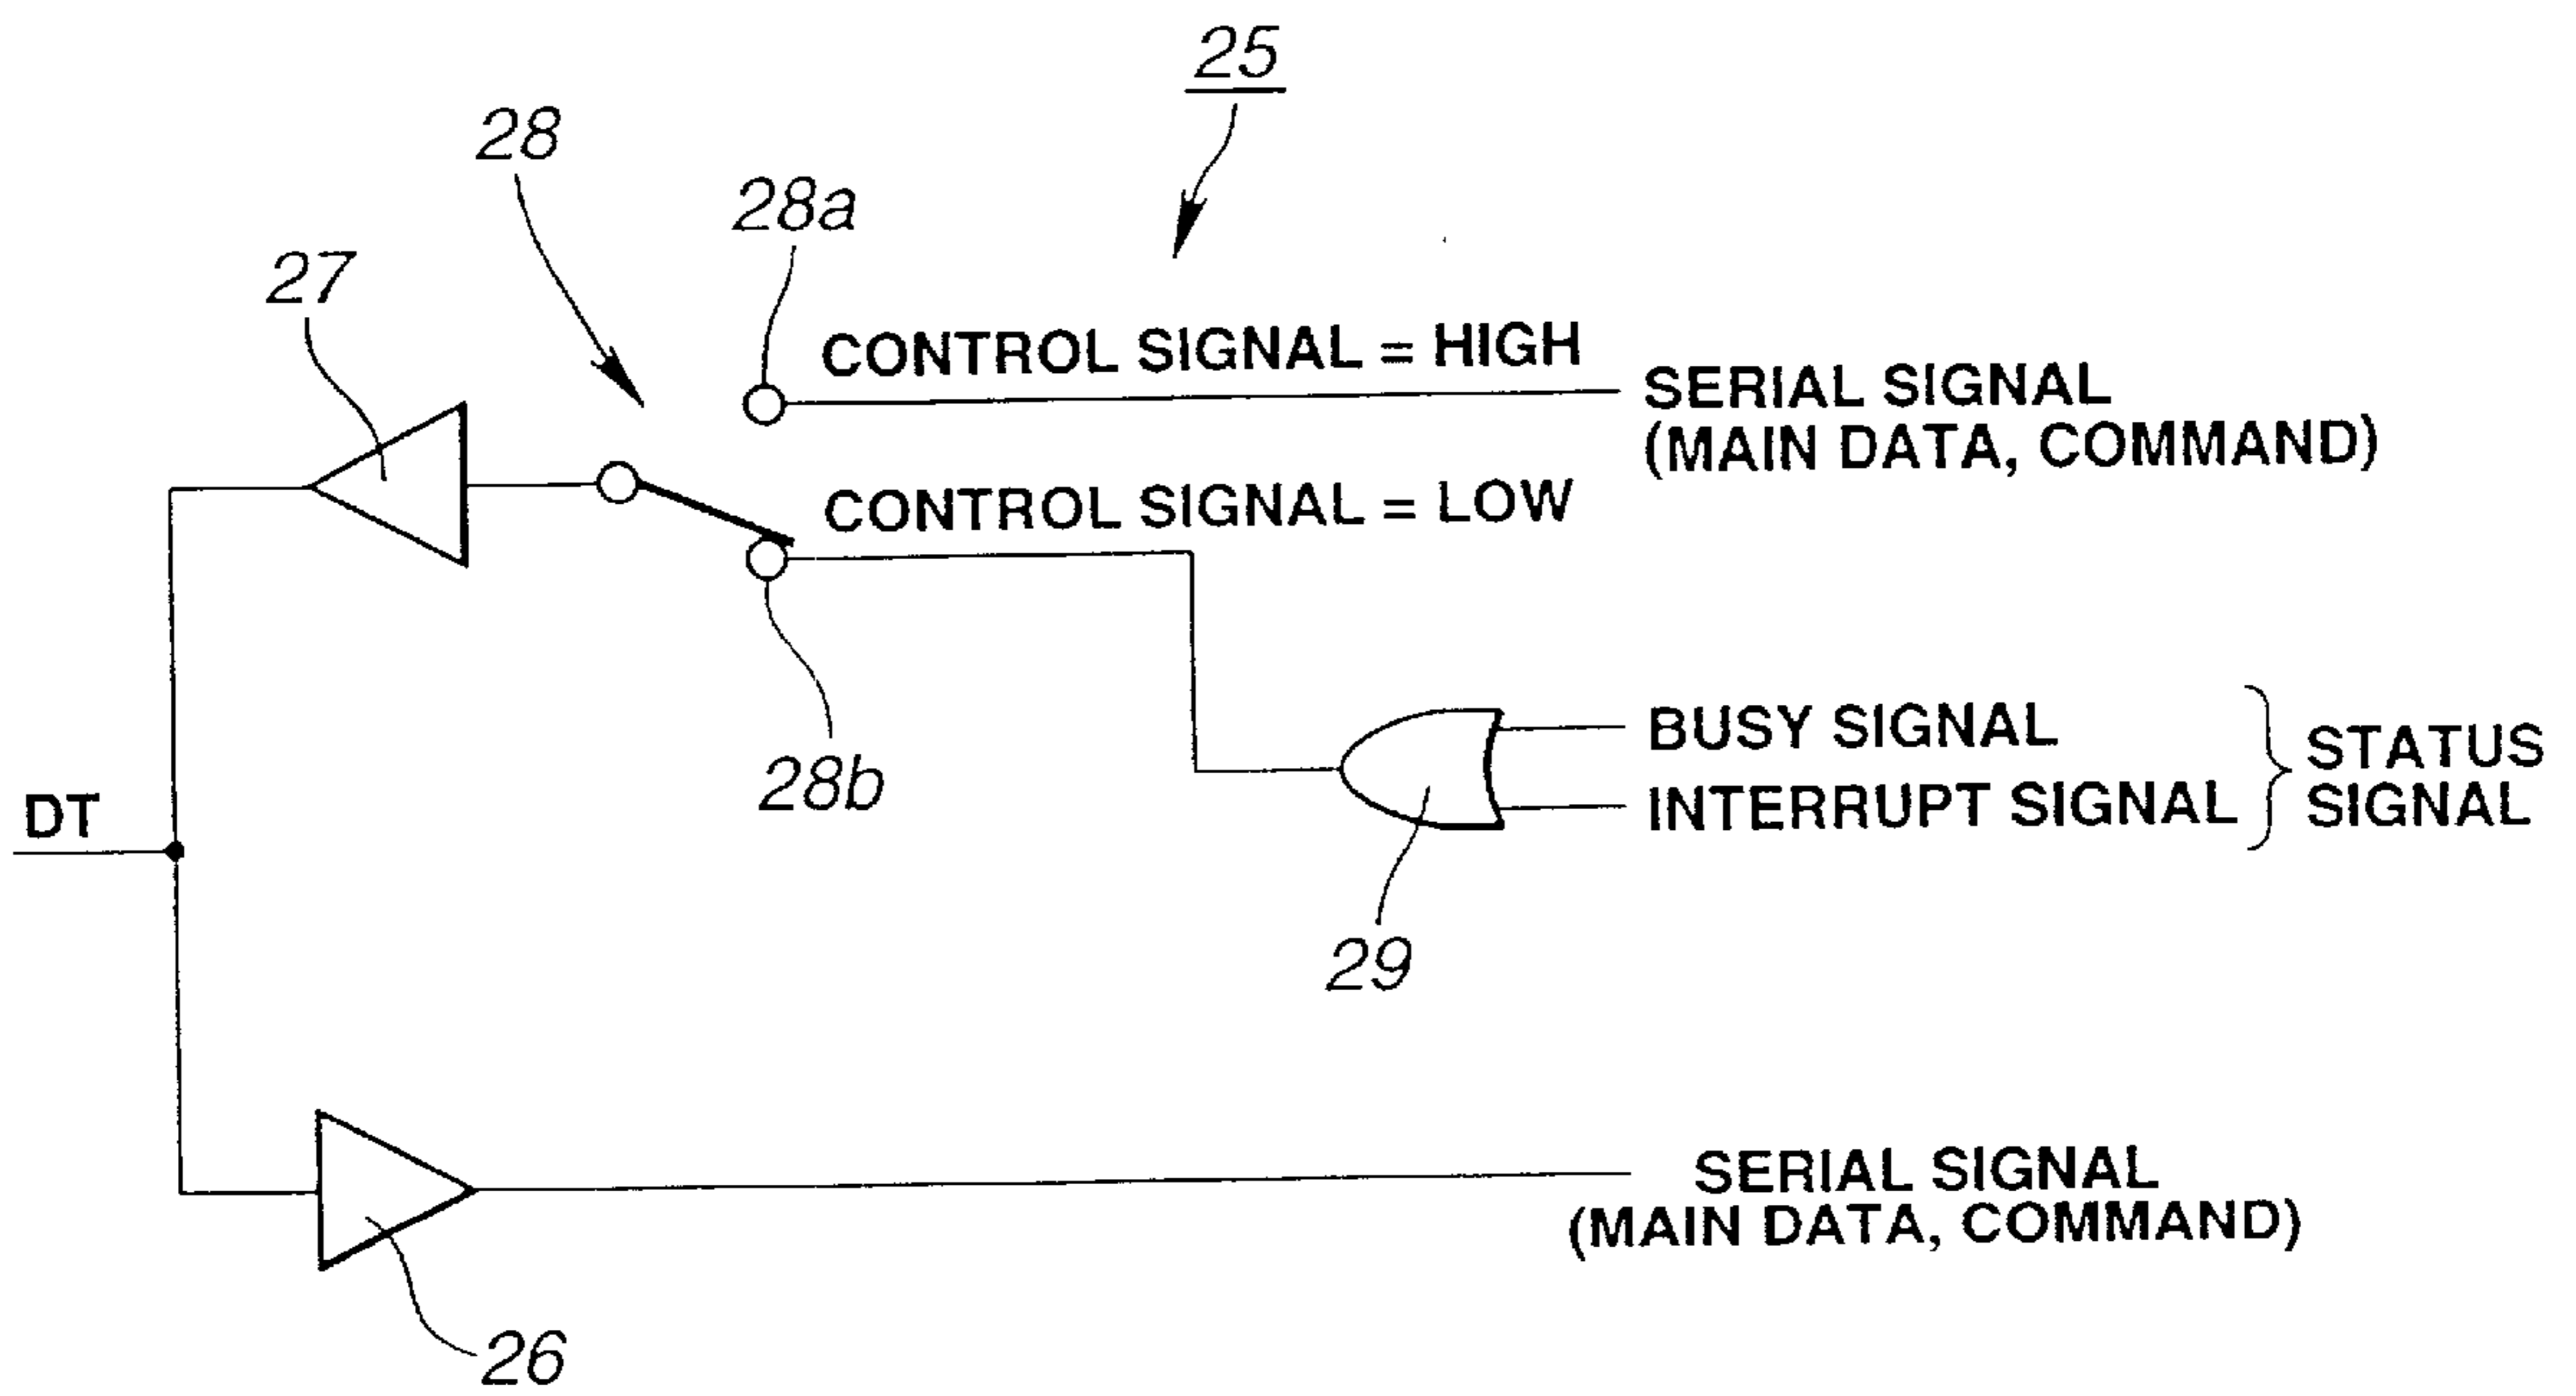 25
28
28a
27
CONTROL SIGNAL = HIGH
SERIAL SIGNAL
(MAIN DATA, COMMAND)
CONTROL SIGNAL = LOW
28b
BUSY SIGNAL
INTERRUPT SIGNAL
STATUS
SIGNAL
DT
29
SERIAL SIGNAL
(MAIN DATA, COMMAND)
26